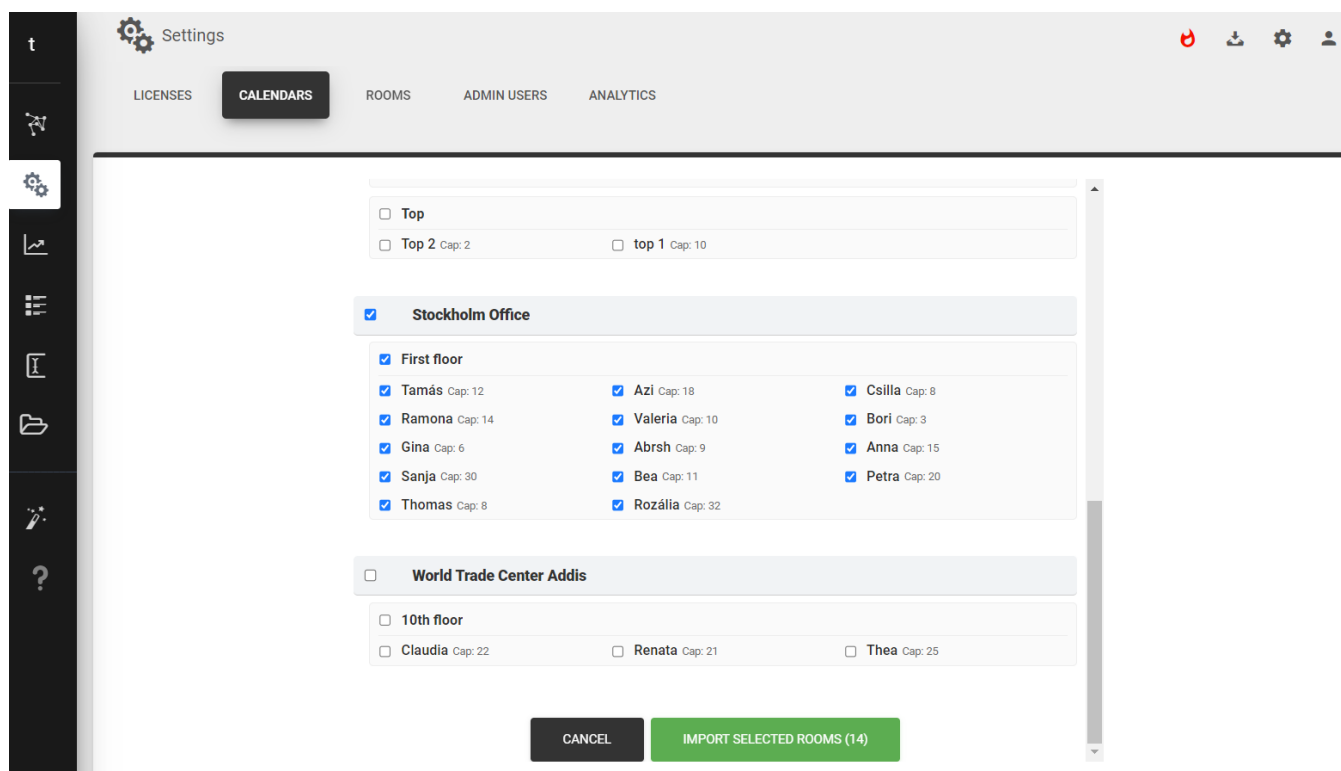 t
Settings
LICENSES CALENDARS ROOMS ADMIN USERS ANALYTICS
Top
Top 2 Cap: 2 top 1 Cap: 10
Stockholm Office
First floor
Tamás Cap: 12 Azi Cap: 18 Csilla Cap: 8
Ramona Cap: 14 Valeria Cap: 10 Bori Cap: 3
Gina Cap: 6 Abrsh Cap: 9 Anna Cap: 15
Sanja Cap: 30 Bea Cap: 11 Petra Cap: 20
Thomas Cap: 8 Rozália Cap: 32
World Trade Center Addis
10th floor
Claudia Cap: 22 Renata Cap: 21 Thea Cap: 25
CANCEL IMPORT SELECTED ROOMS (14)
?